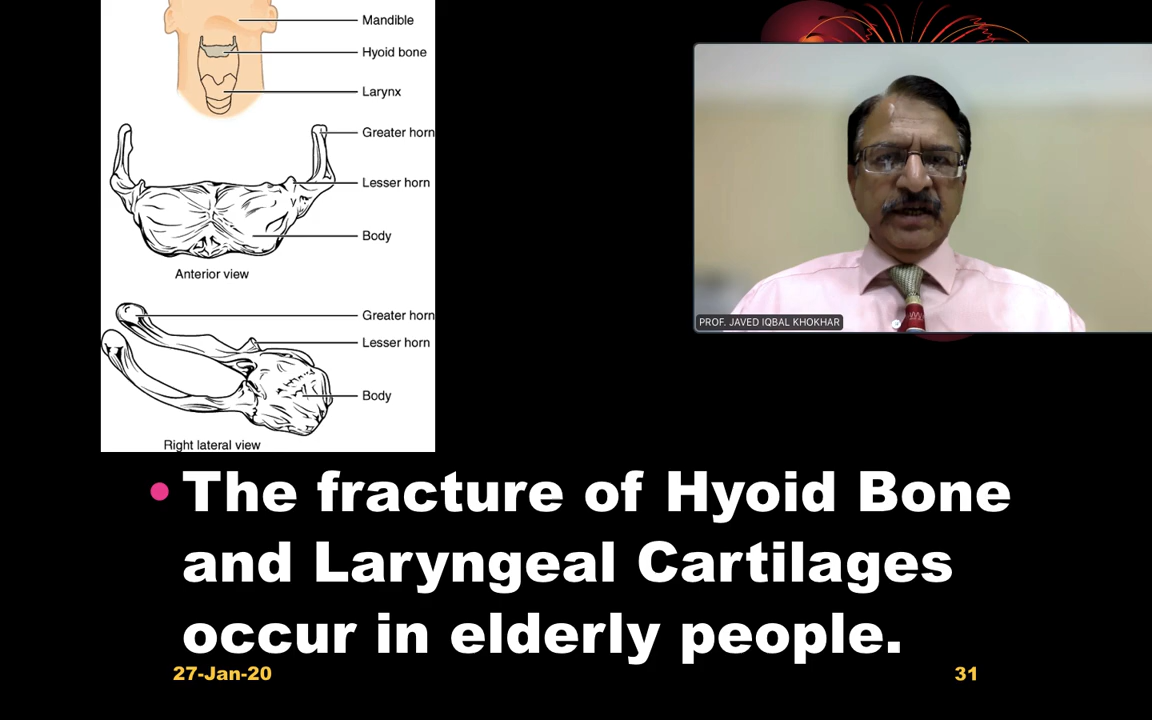 Mandible
Hyoid bone
Larynx
Greater horn
Lesser horn
Body
Anterior view
Greater horn
Lesser horn
Body
Right lateral view
PROF. JAVED IQBAL KHOKHAR
• The fracture of Hyoid Bone
and Laryngeal Cartilages
occur in elderly people.
27-Jan-20
31